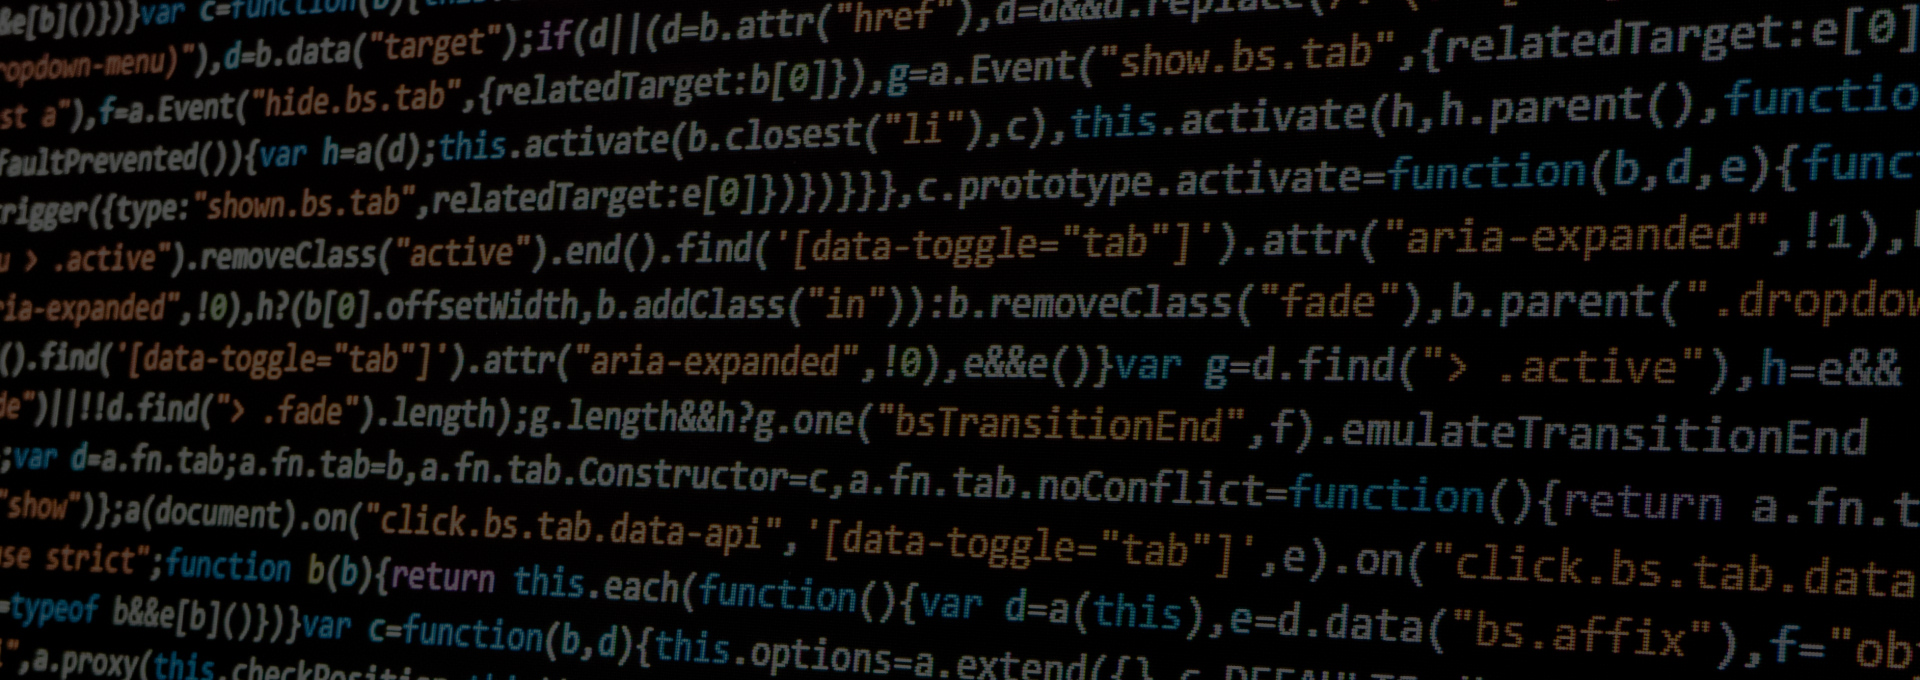 &e[b]()})}var c=function(b){
ropdown-menu)"),d=b.data("target");if(d||(d=b.attr("href"),d=d&&d.replace(
st a"),f=a.Event("hide.bs.tab",{relatedTarget:b[0]}),g=a.Event("show.bs.tab",{relatedTarget:e[0]
faultPrevented()){var h=a(d);this.activate(b.closest("li"),c),this.activate(h,h.parent(),functio
rigger({type:"shown.bs.tab",relatedTarget:e[0]})})}}},c.prototype.activate=function(b,d,e){func
u > .active").removeClass("active").end().find('[data-toggle="tab"]').attr("aria-expanded",!1),
ria-expanded",!0),h?(b[0].offsetWidth,b.addClass("in")):b.removeClass("fade"),b.parent(".dropdow
().find('[data-toggle="tab"]').attr("aria-expanded",!0),e&&e()}var g=d.find("> .active"),h=e&&
de")||!!d.find("> .fade").length);g.length&&h?g.one("bsTransitionEnd",f).emulateTransitionEnd
;var d=a.fn.tab;a.fn.tab=b,a.fn.tab.Constructor=c,a.fn.tab.noConflict=function(){return a.fn.t
"show")};a(document).on("click.bs.tab.data-api",'[data-toggle="tab"]',e).on("click.bs.tab.data
se strict";function b(b){return this.each(function(){var d=a(this),e=d.data("bs.affix"),f="ob
=typeof b&&e[b]()})}var c=function(b,d){this.options=a.extend({}
",a.proxy(this.checkPosition